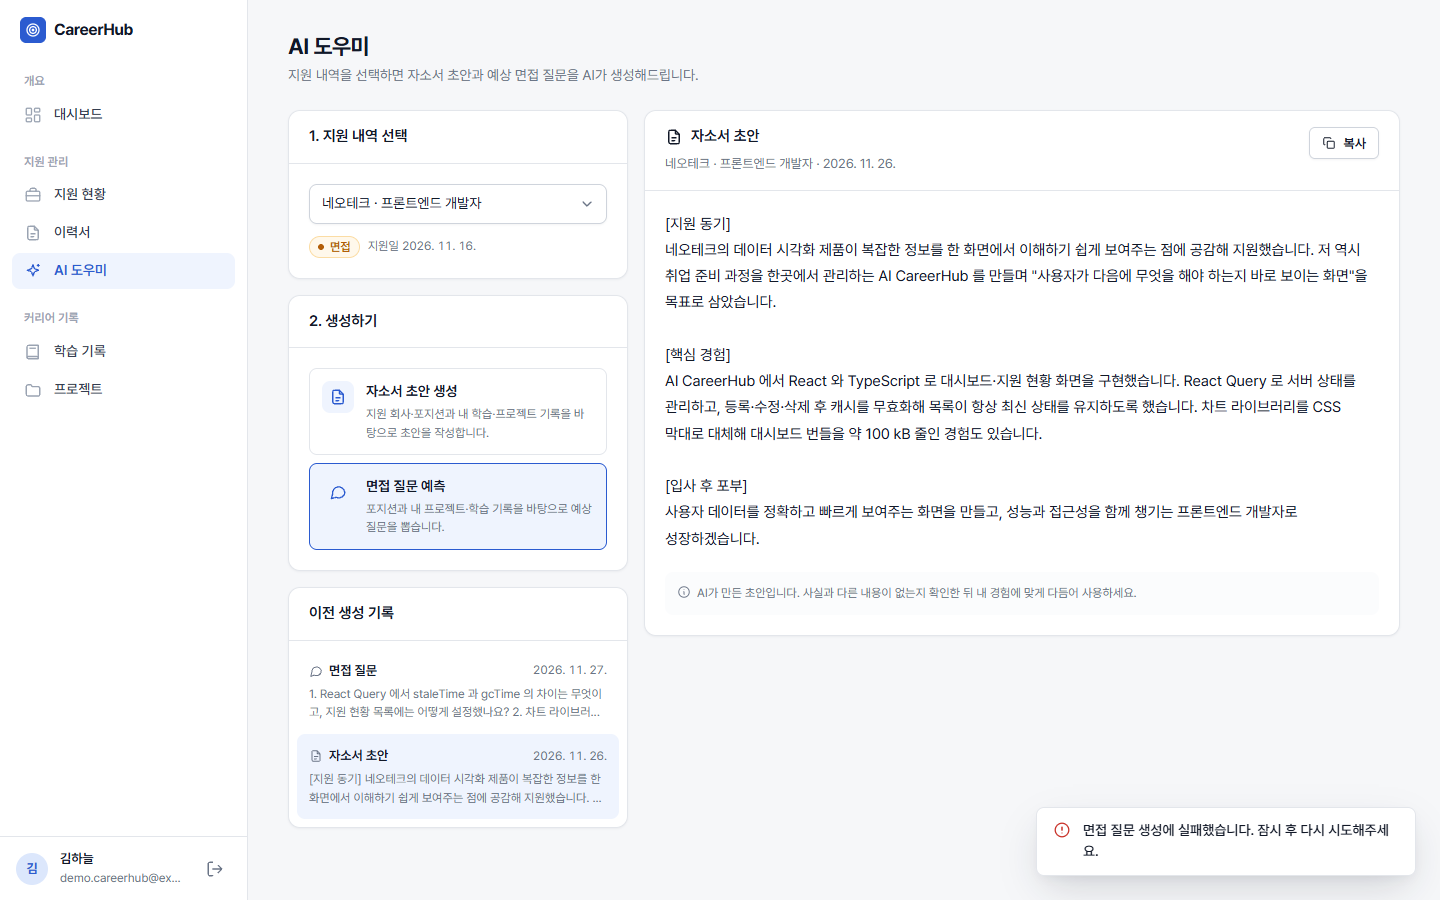 CareerHub
개요
대시보드
지원 관리
지원 현황
이력서
AI 도우미
커리어 기록
학습 기록
프로젝트
김
김하늘
demo.careerhub@ex...
AI 도우미
지원 내역을 선택하면 자소서 초안과 예상 면접 질문을 AI가 생성해드립니다.
1. 지원 내역 선택
네오테크 · 프론트엔드 개발자
면접
지원일 2026. 11. 16.
2. 생성하기
자소서 초안 생성
지원 회사·포지션과 내 학습·프로젝트 기록을 바
탕으로 초안을 작성합니다.
면접 질문 예측
포지션과 내 프로젝트·학습 기록을 바탕으로 예상
질문을 뽑습니다.
이전 생성 기록
면접 질문 2026. 11. 27.
1. React Query 에서 staleTime 과 gcTime 의 차이는 무엇이
고, 지원 현황 목록에는 어떻게 설정했나요? 2. 차트 라이브러리...
자소서 초안 2026. 11. 26.
[지원 동기] 네오테크의 데이터 시각화 제품이 복잡한 정보를 한
화면에서 이해하기 쉽게 보여주는 점에 공감해 지원했습니다. ...
자소서 초안
네오테크 · 프론트엔드 개발자 · 2026. 11. 26.
복사
[지원 동기]
네오테크의 데이터 시각화 제품이 복잡한 정보를 한 화면에서 이해하기 쉽게 보여주는 점에 공감해 지원했습니다. 저 역시
취업 준비 과정을 한곳에서 관리하는 AI CareerHub 를 만들며 "사용자가 다음에 무엇을 해야 하는지 바로 보이는 화면"을
목표로 삼았습니다.
[핵심 경험]
AI CareerHub 에서 React 와 TypeScript 로 대시보드·지원 현황 화면을 구현했습니다. React Query 로 서버 상태를
관리하고, 등록·수정·삭제 후 캐시를 무효화해 목록이 항상 최신 상태를 유지하도록 했습니다. 차트 라이브러리를 CSS
막대로 대체해 대시보드 번들을 약 100 kB 줄인 경험도 있습니다.
[입사 후 포부]
사용자 데이터를 정확하고 빠르게 보여주는 화면을 만들고, 성능과 접근성을 함께 챙기는 프론트엔드 개발자로
성장하겠습니다.
AI가 만든 초안입니다. 사실과 다른 내용이 없는지 확인한 뒤 내 경험에 맞게 다듬어 사용하세요.
면접 질문 생성에 실패했습니다. 잠시 후 다시 시도해주세
요.